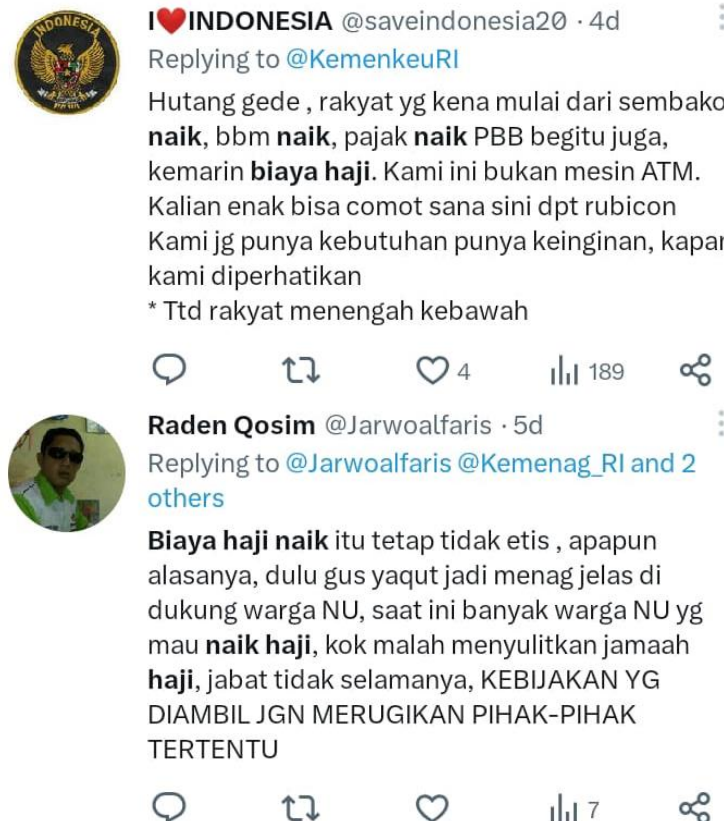 INDONESIA
I❤️INDONESIA @saveindonesia20 · 4d
Replying to @KemenkeuRI
Hutang gede , rakyat yg kena mulai dari sembako
naik, bbm naik, pajak naik PBB begitu juga,
kemarin biaya haji. Kami ini bukan mesin ATM.
Kalian enak bisa comot sana sini dpt rubicon
Kami jg punya kebutuhan punya keinginan, kapan
kami diperhatikan
* Ttd rakyat menengah kebawah
4 189
Raden Qosim @Jarwoalfaris · 5d
Replying to @Jarwoalfaris @Kemenag_RI and 2
others
Biaya haji naik itu tetap tidak etis , apapun
alasanya, dulu gus yaqut jadi menag jelas di
dukung warga NU, saat ini banyak warga NU yg
mau naik haji, kok malah menyulitkan jamaah
haji, jabat tidak selamanya, KEBIJAKAN YG
DIAMBIL JGN MERUGIKAN PIHAK-PIHAK
TERTENTU
7